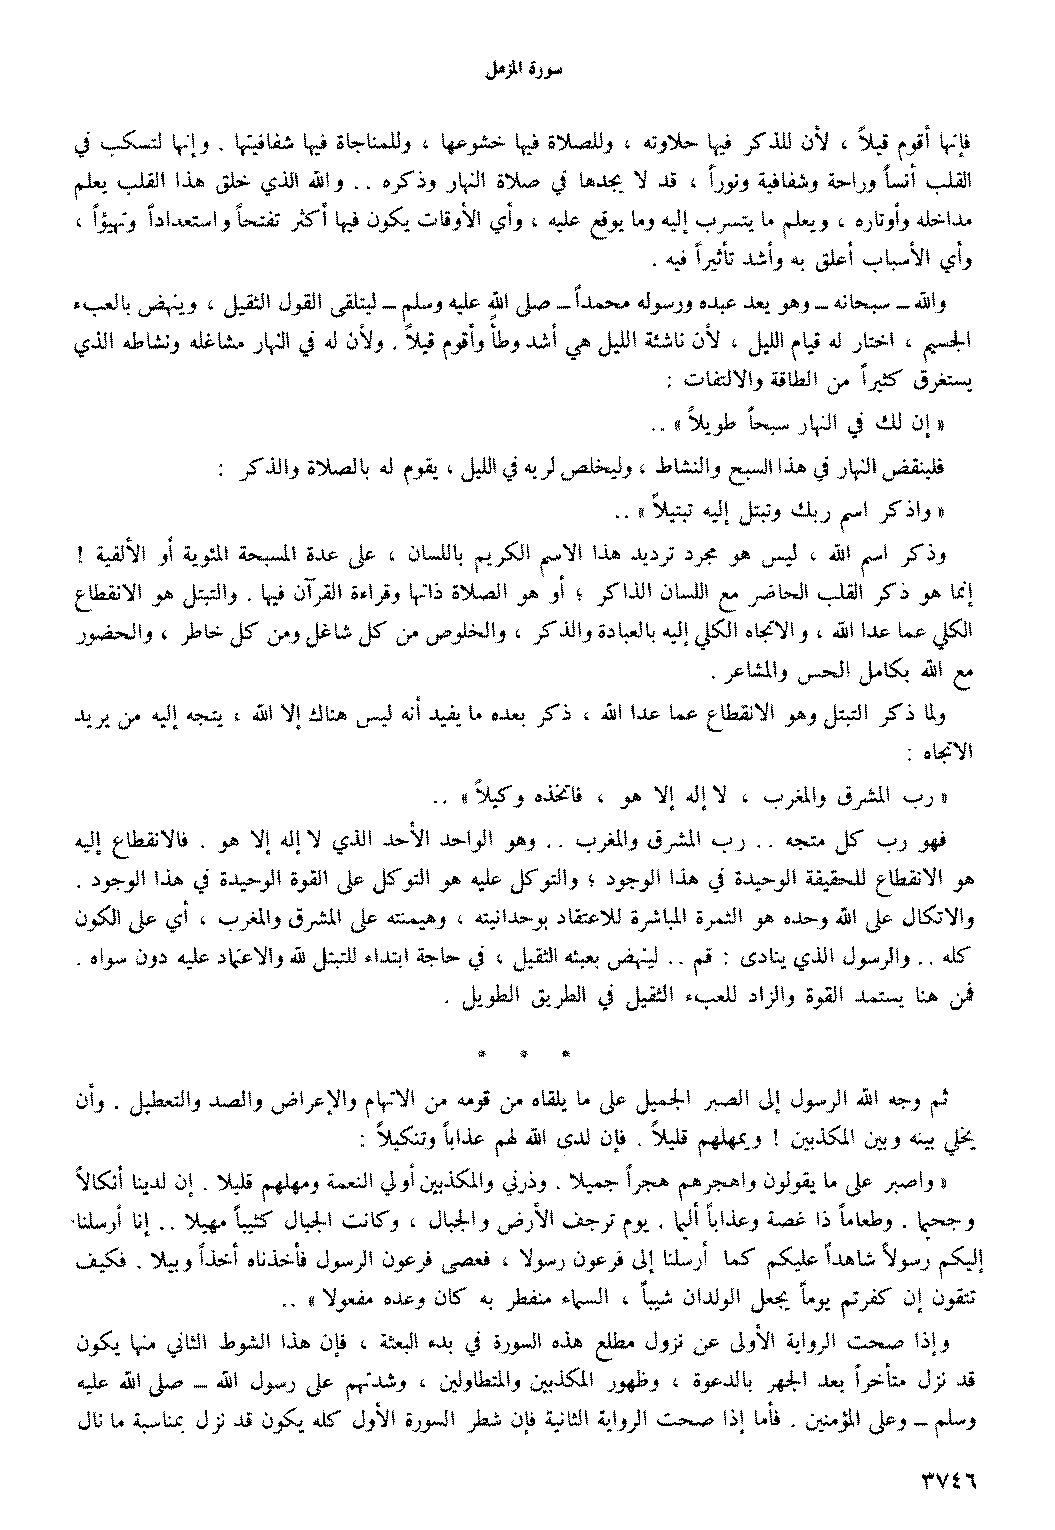 سورة المزمل
فإنها أقوم قيلاً ، لأن للذكر فيها حلاوته ، وللصلاة فيها خشوعها ، وللمناجاة فيها شفافيتها . وإنها لتسكب في
القلب أنساً وراحة وشفافية ونوراً ، قد لا يجدها في صلاة النهار وذكره .. والله الذي خلق هذا القلب يعلم
مداخله وأوتاره ، ويعلم ما يتسرب إليه وما يوقع عليه ، وأي الأوقات يكون فيها أكثر تفتحاً واستعداداً وتهيؤاً ،
وأي الأسباب أعلق به وأشد تأثيراً فيه .
والله – سبحانه – وهو يعد عبده ورسوله محمداً – صلى الله عليه وسلم – ليتلقى القول الثقيل ، وينهض بالعبء
الجسيم ، اختار له قيام الليل ، لأن ناشئة الليل هي أشد وطأ وأقوم قيلاً . ولأن له في النهار مشاغله ونشاطه الذي
يستغرق كثيراً من الطاقة والالتفات :
« إن لك في النهار سبحاً طويلاً » ..
فلينقض النهار في هذا السبح والنشاط ، وليخلص لربه في الليل ، يقوم له بالصلاة والذكر :
« واذكر اسم ربك وتبتل إليه تبتيلاً » ..
وذكر اسم الله ، ليس هو مجرد ترديد هذا الاسم الكريم باللسان ، على عدة المسبحة المئوية أو الألفية !
إنما هو ذكر القلب الحاضر مع اللسان الذاكر ؛ أو هو الصلاة ذاتها وقراءة القرآن فيها . والتبتل هو الانقطاع
الكلي عما عدا الله ، والاتجاه الكلي إليه بالعبادة والذكر ، والخلوص من كل شاغل ومن كل خاطر ، والحضور
مع الله بكامل الحس والمشاعر .
ولما ذكر التبتل وهو الانقطاع عما عدا الله ، ذكر بعده ما يفيد أنه ليس هناك إلا الله ، يتجه إليه من يريد
الاتجاه :
« رب المشرق والمغرب ، لا إله إلا هو ، فاتخذه وكيلاً » ..
فهو رب كل متجه .. رب المشرق والمغرب .. وهو الواحد الأحد الذي لا إله إلا هو . فالانقطاع إليه
هو الانقطاع للحقيقة الوحيدة في هذا الوجود ؛ والتوكل عليه هو التوكل على القوة الوحيدة في هذا الوجود .
والاتكال على الله وحده هو الثمرة المباشرة للاعتقاد بوحدانيته ، وهيمنته على المشرق والمغرب ، أي على الكون
كله .. والرسول الذي ينادى : قم .. لينهض بعبئه الثقيل ، في حاجة ابتداء للتبتل لله والاعتماد عليه دون سواه .
فمن هنا يستمد القوة والزاد للعبء الثقيل في الطريق الطويل .
* * *
ثم وجه الله الرسول إلى الصبر الجميل على ما يلقاه من قومه من الاتهام والإعراض والصد والتعطيل . وأن
يخلي بينه وبين المكذبين ! ويمهلهم قليلاً . فإن لدى الله لهم عذاباً وتنكيلاً :
« واصبر على ما يقولون واهجرهم هجراً جميلا . وذرني والمكذبين أولي النعمة ومهلهم قليلا . إن لدينا أنكالاً
وجحيما . وطعاماً ذا غصة وعذاباً أليما . يوم ترجف الأرض والجبال ، وكانت الجبال كثيباً مهيلا .. إنا أرسلنا
إليكم رسولاً شاهداً عليكم كما أرسلنا إلى فرعون رسولا ، فعصى فرعون الرسول فأخذناه أخذاً وبيلا . فكيف
تتقون إن كفرتم يوماً يجعل الولدان شيباً ، السماء منفطر به كان وعده مفعولا » ..
وإذا صحت الرواية الأولى عن نزول مطلع هذه السورة في بدء البعثة ، فإن هذا الشوط الثاني منها يكون
قد نزل متأخراً بعد الجهر بالدعوة ، وظهور المكذبين والمتطاولين ، وشدتهم على رسول الله – صلى الله عليه
وسلم – وعلى المؤمنين . فأما إذا صحت الرواية الثانية فإن شطر السورة الأول كله يكون قد نزل بمناسبة ما نال
٣٧٤٦